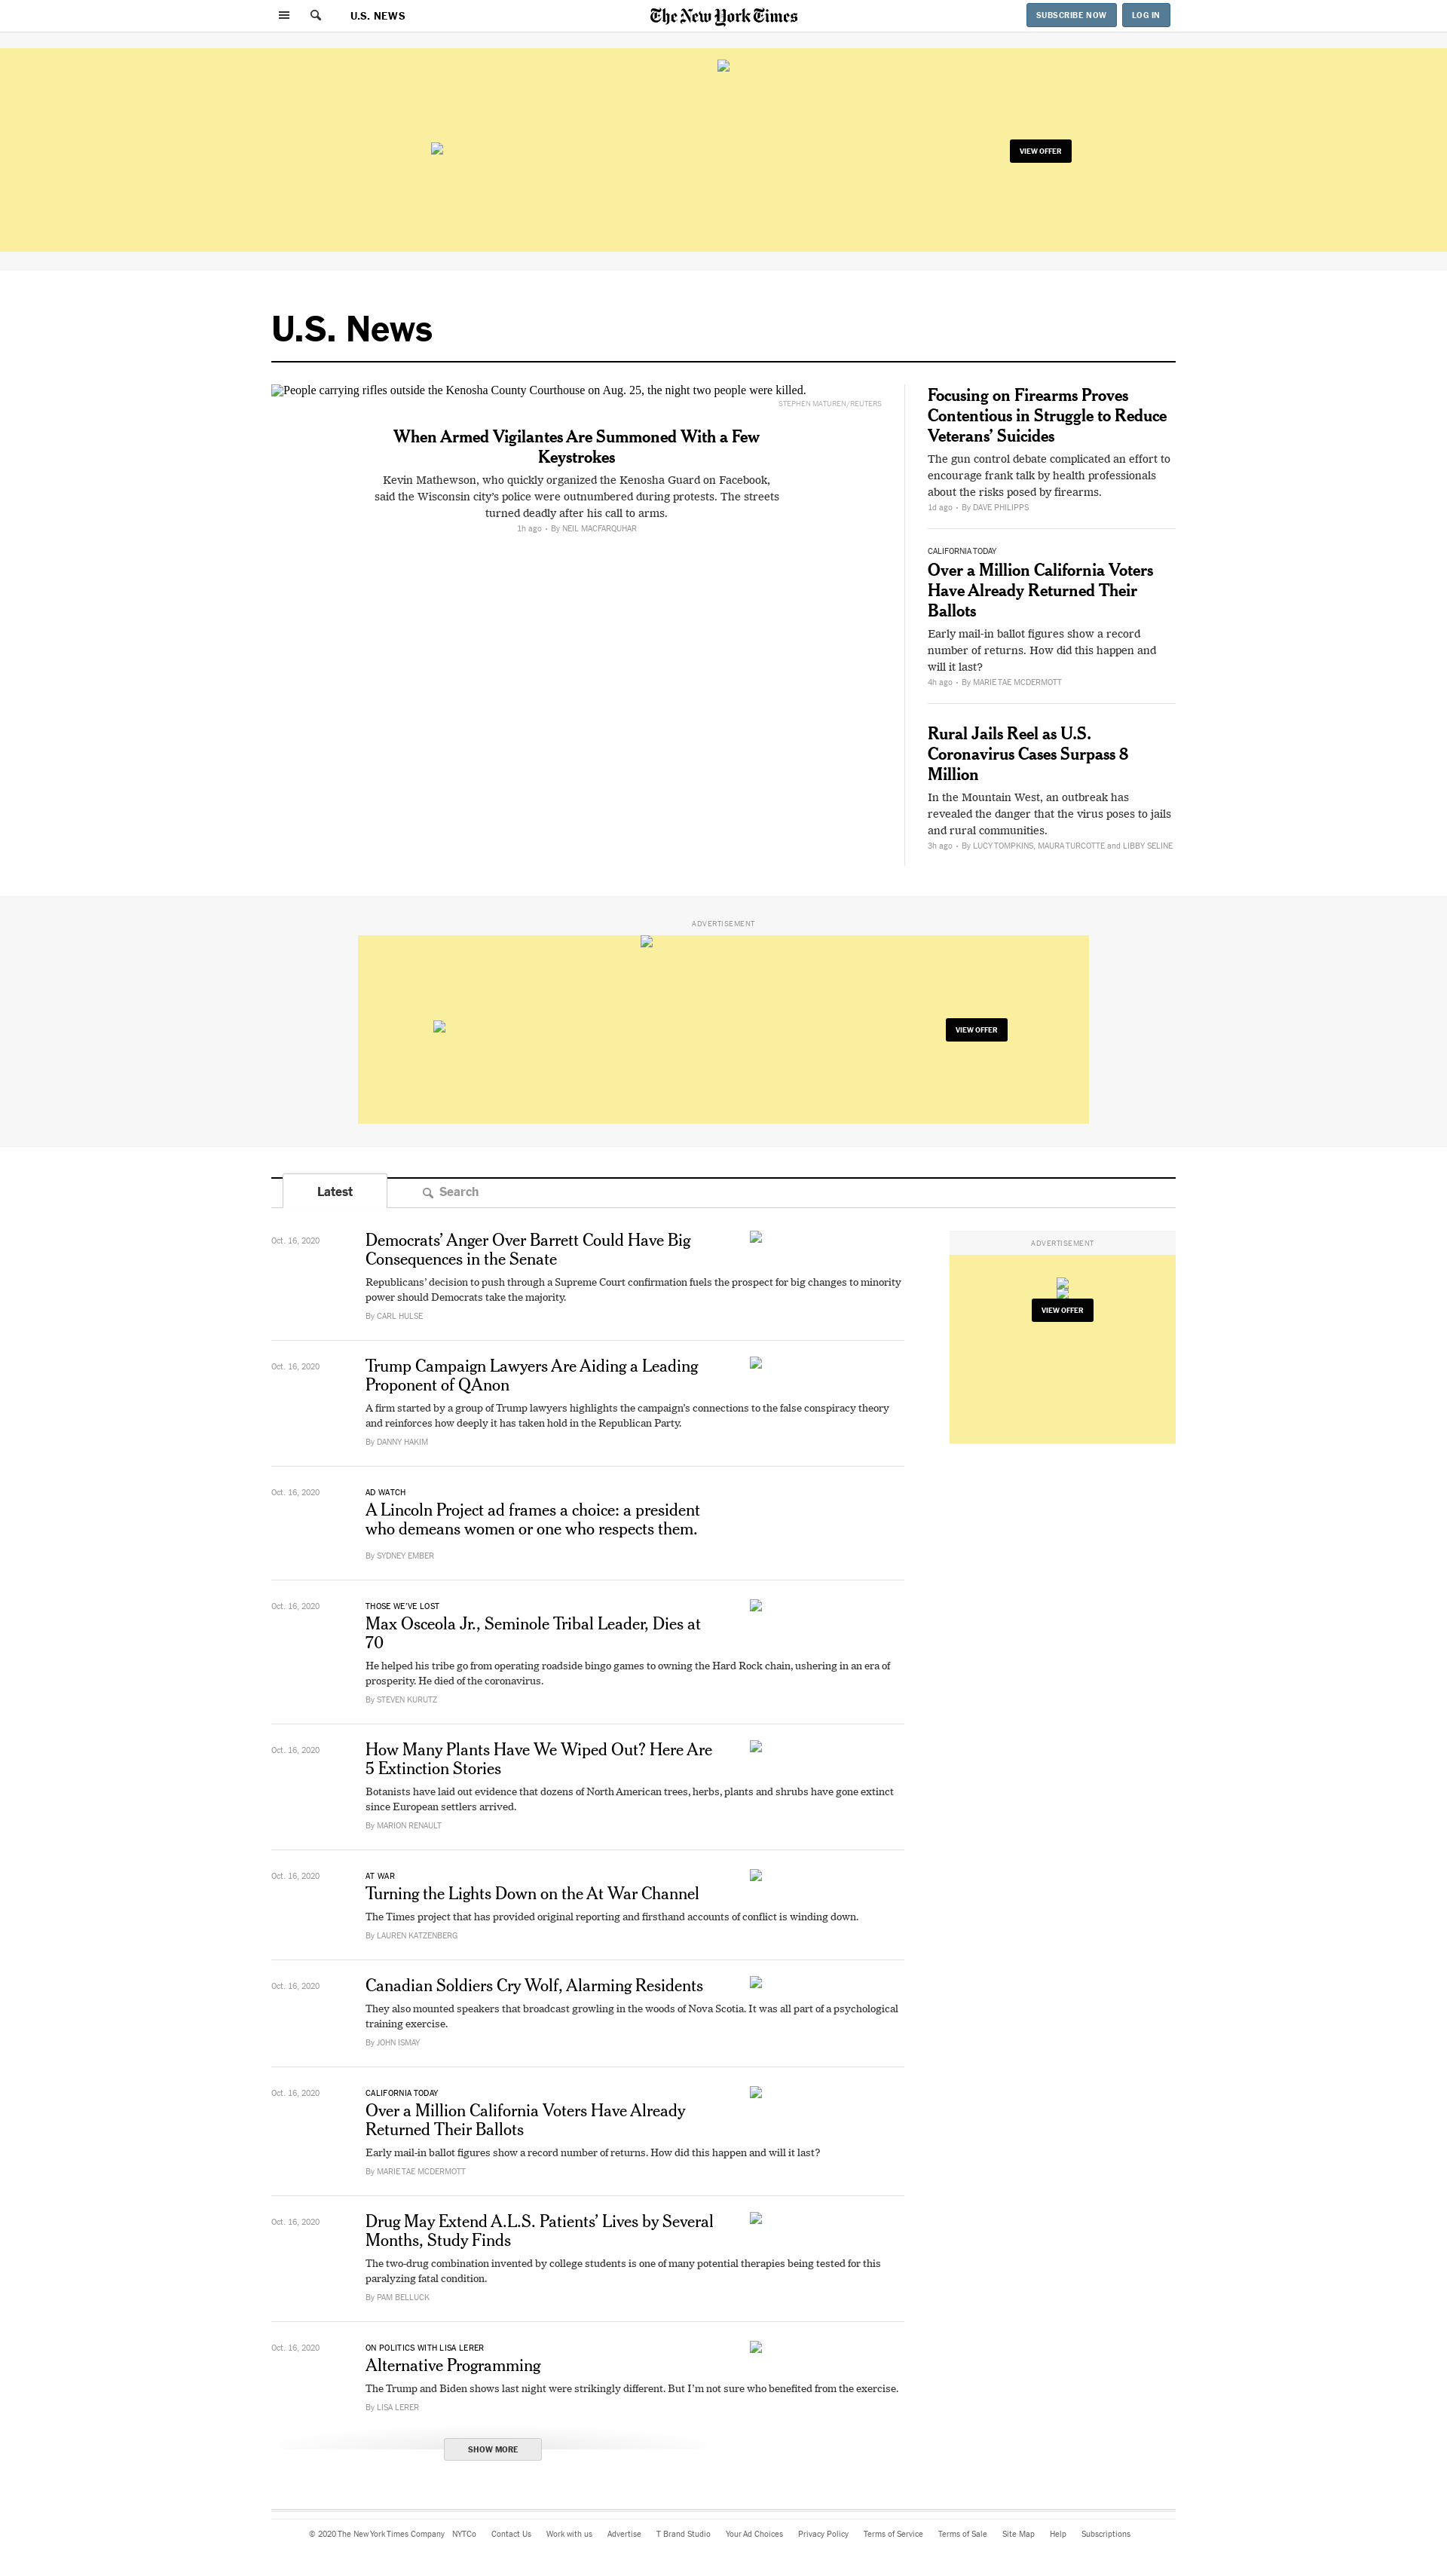 U.S. NEWS
The New York Times
SUBSCRIBE NOW
LOG IN
VIEW OFFER
U.S. News
People carrying rifles outside the Kenosha County Courthouse on Aug. 25, the night two people were killed.
STEPHEN MATUREN/REUTERS
When Armed Vigilantes Are Summoned With a Few
Keystrokes
Kevin Mathewson, who quickly organized the Kenosha Guard on Facebook,
said the Wisconsin city’s police were outnumbered during protests. The streets
turned deadly after his call to arms.
1h ago • By NEIL MACFARQUHAR
Focusing on Firearms Proves
Contentious in Struggle to Reduce
Veterans’ Suicides
The gun control debate complicated an effort to
encourage frank talk by health professionals
about the risks posed by firearms.
1d ago • By DAVE PHILIPPS
CALIFORNIA TODAY
Over a Million California Voters
Have Already Returned Their
Ballots
Early mail-in ballot figures show a record
number of returns. How did this happen and
will it last?
4h ago • By MARIE TAE MCDERMOTT
Rural Jails Reel as U.S.
Coronavirus Cases Surpass 8
Million
In the Mountain West, an outbreak has
revealed the danger that the virus poses to jails
and rural communities.
3h ago • By LUCY TOMPKINS, MAURA TURCOTTE and LIBBY SELINE
ADVERTISEMENT
VIEW OFFER
Latest
Search
Oct. 16, 2020
Democrats’ Anger Over Barrett Could Have Big
Consequences in the Senate
Republicans’ decision to push through a Supreme Court confirmation fuels the prospect for big changes to minority
power should Democrats take the majority.
By CARL HULSE
ADVERTISEMENT
VIEW OFFER
Oct. 16, 2020
Trump Campaign Lawyers Are Aiding a Leading
Proponent of QAnon
A firm started by a group of Trump lawyers highlights the campaign’s connections to the false conspiracy theory
and reinforces how deeply it has taken hold in the Republican Party.
By DANNY HAKIM
Oct. 16, 2020
AD WATCH
A Lincoln Project ad frames a choice: a president
who demeans women or one who respects them.
By SYDNEY EMBER
Oct. 16, 2020
THOSE WE’VE LOST
Max Osceola Jr., Seminole Tribal Leader, Dies at
70
He helped his tribe go from operating roadside bingo games to owning the Hard Rock chain, ushering in an era of
prosperity. He died of the coronavirus.
By STEVEN KURUTZ
Oct. 16, 2020
How Many Plants Have We Wiped Out? Here Are
5 Extinction Stories
Botanists have laid out evidence that dozens of North American trees, herbs, plants and shrubs have gone extinct
since European settlers arrived.
By MARION RENAULT
Oct. 16, 2020
AT WAR
Turning the Lights Down on the At War Channel
The Times project that has provided original reporting and firsthand accounts of conflict is winding down.
By LAUREN KATZENBERG
Oct. 16, 2020
Canadian Soldiers Cry Wolf, Alarming Residents
They also mounted speakers that broadcast growling in the woods of Nova Scotia. It was all part of a psychological
training exercise.
By JOHN ISMAY
Oct. 16, 2020
CALIFORNIA TODAY
Over a Million California Voters Have Already
Returned Their Ballots
Early mail-in ballot figures show a record number of returns. How did this happen and will it last?
By MARIE TAE MCDERMOTT
Oct. 16, 2020
Drug May Extend A.L.S. Patients’ Lives by Several
Months, Study Finds
The two-drug combination invented by college students is one of many potential therapies being tested for this
paralyzing fatal condition.
By PAM BELLUCK
Oct. 16, 2020
ON POLITICS WITH LISA LERER
Alternative Programming
The Trump and Biden shows last night were strikingly different. But I’m not sure who benefited from the exercise.
By LISA LERER
SHOW MORE
© 2020 The New York Times Company NYTCo Contact Us Work with us Advertise T Brand Studio Your Ad Choices Privacy Policy Terms of Service Terms of Sale Site Map Help Subscriptions